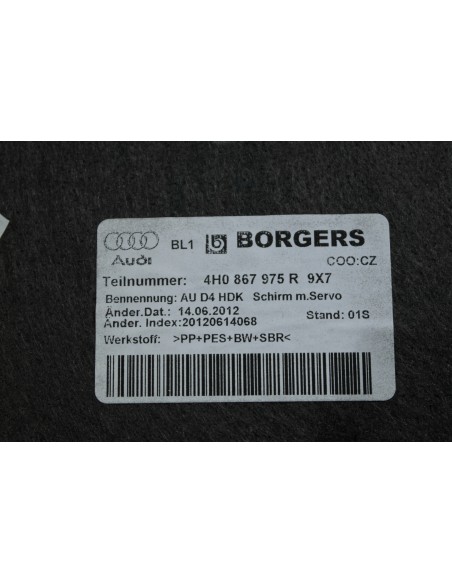 Audi BL1 b BORGERS
COO:CZ
Teilnummer: 4H0 867 975 R 9X7
Bennennung: AU D4 HDK Schirm m.Servo
Änder.Dat.: 14.06.2012 Stand: 01S
Änder. Index:20120614068
Werkstoff: >PP+PES+BW+SBR<